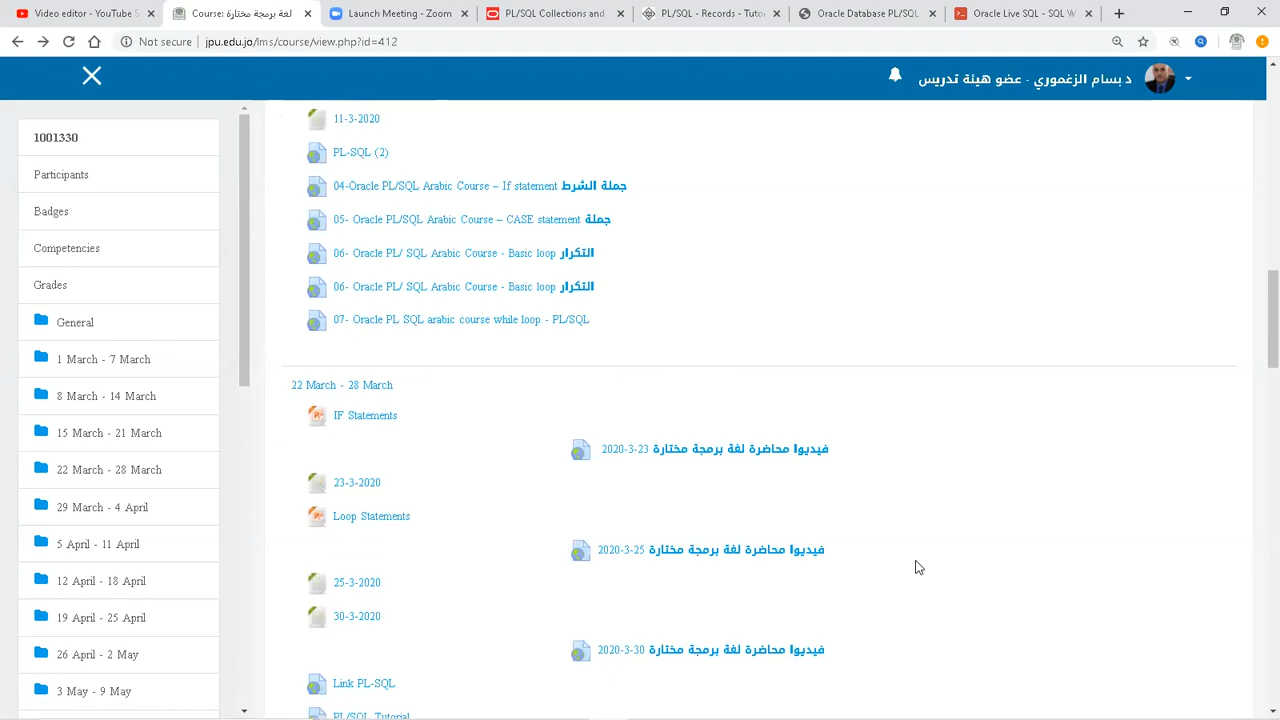 Video editor - YouTube S
Course: لغة برمجة مختارة
Launch Meeting - Zoom
PL/SQL Collections and
PL/SQL - Records - Tut
Oracle Database PL/SQL
Oracle Live SQL - SQL W
Not secure | jpu.edu.jo/lms/course/view.php?id=412
د.بسام الزغموري - عضو هيئة تدريس
1001330
Participants
Badges
Competencies
Grades
General
1 March - 7 March
8 March - 14 March
15 March - 21 March
22 March - 28 March
29 March - 4 April
5 April - 11 April
12 April - 18 April
19 April - 25 April
26 April - 2 May
3 May - 9 May
11-3-2020
PL-SQL (2)
04-Oracle PL/SQL Arabic Course – If statement جملة الشرط
05- Oracle PL/SQL Arabic Course – CASE statement جملة
06- Oracle PL/ SQL Arabic Course - Basic loop التكرار
06- Oracle PL/ SQL Arabic Course - Basic loop التكرار
07- Oracle PL SQL arabic course while loop - PL/SQL
22 March - 28 March
IF Statements
فيديوا محاضرة لغة برمجة مختارة 23-3-2020
23-3-2020
Loop Statements
فيديوا محاضرة لغة برمجة مختارة 25-3-2020
25-3-2020
30-3-2020
فيديوا محاضرة لغة برمجة مختارة 30-3-2020
Link PL-SQL
PL/SQL Tutorial